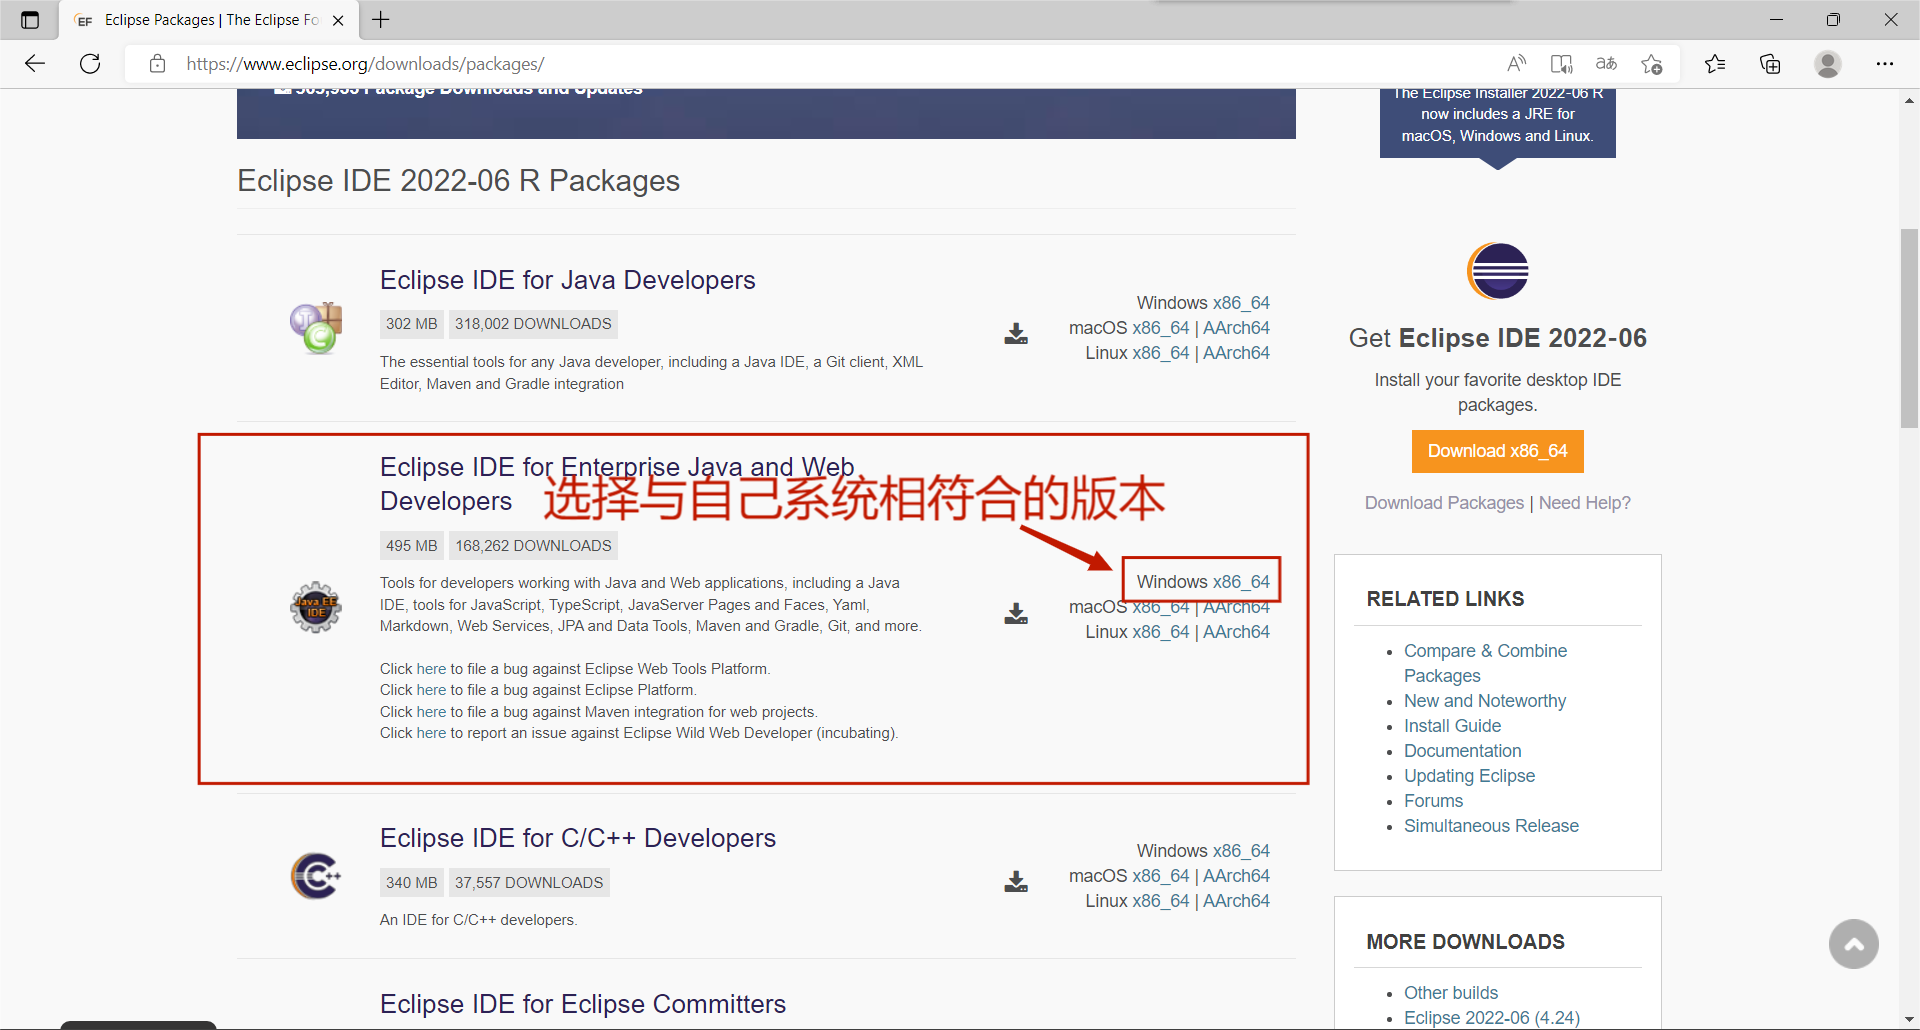 Eclipse Packages | The Eclipse Fo
https://www.eclipse.org/downloads/packages/
Package Downloads and Updates
The Eclipse Installer 2022-06 R
now includes a JRE for
macOS, Windows and Linux.
Eclipse IDE 2022-06 R Packages
Eclipse IDE for Java Developers
302 MB 318,002 DOWNLOADS
The essential tools for any Java developer, including a Java IDE, a Git client, XML
Editor, Maven and Gradle integration
Windows x86_64
macOS x86_64 | AArch64
Linux x86_64 | AArch64
Eclipse IDE for Enterprise Java and Web
Developers
选择与自己系统相符合的版本
495 MB 168,262 DOWNLOADS
Java EE
IDE
Tools for developers working with Java and Web applications, including a Java
IDE, tools for JavaScript, TypeScript, JavaServer Pages and Faces, Yaml,
Markdown, Web Services, JPA and Data Tools, Maven and Gradle, Git, and more.
Click here to file a bug against Eclipse Web Tools Platform.
Click here to file a bug against Eclipse Platform.
Click here to file a bug against Maven integration for web projects.
Click here to report an issue against Eclipse Wild Web Developer (incubating).
Windows x86_64
macOS x86_64 | AArch64
Linux x86_64 | AArch64
Eclipse IDE for C/C++ Developers
340 MB 37,557 DOWNLOADS
An IDE for C/C++ developers.
Windows x86_64
macOS x86_64 | AArch64
Linux x86_64 | AArch64
Eclipse IDE for Eclipse Committers
Get Eclipse IDE 2022-06
Install your favorite desktop IDE
packages.
Download x86_64
Download Packages | Need Help?
RELATED LINKS
Compare & Combine
Packages
New and Noteworthy
Install Guide
Documentation
Updating Eclipse
Forums
Simultaneous Release
MORE DOWNLOADS
Other builds
Eclipse 2022-06 (4.24)